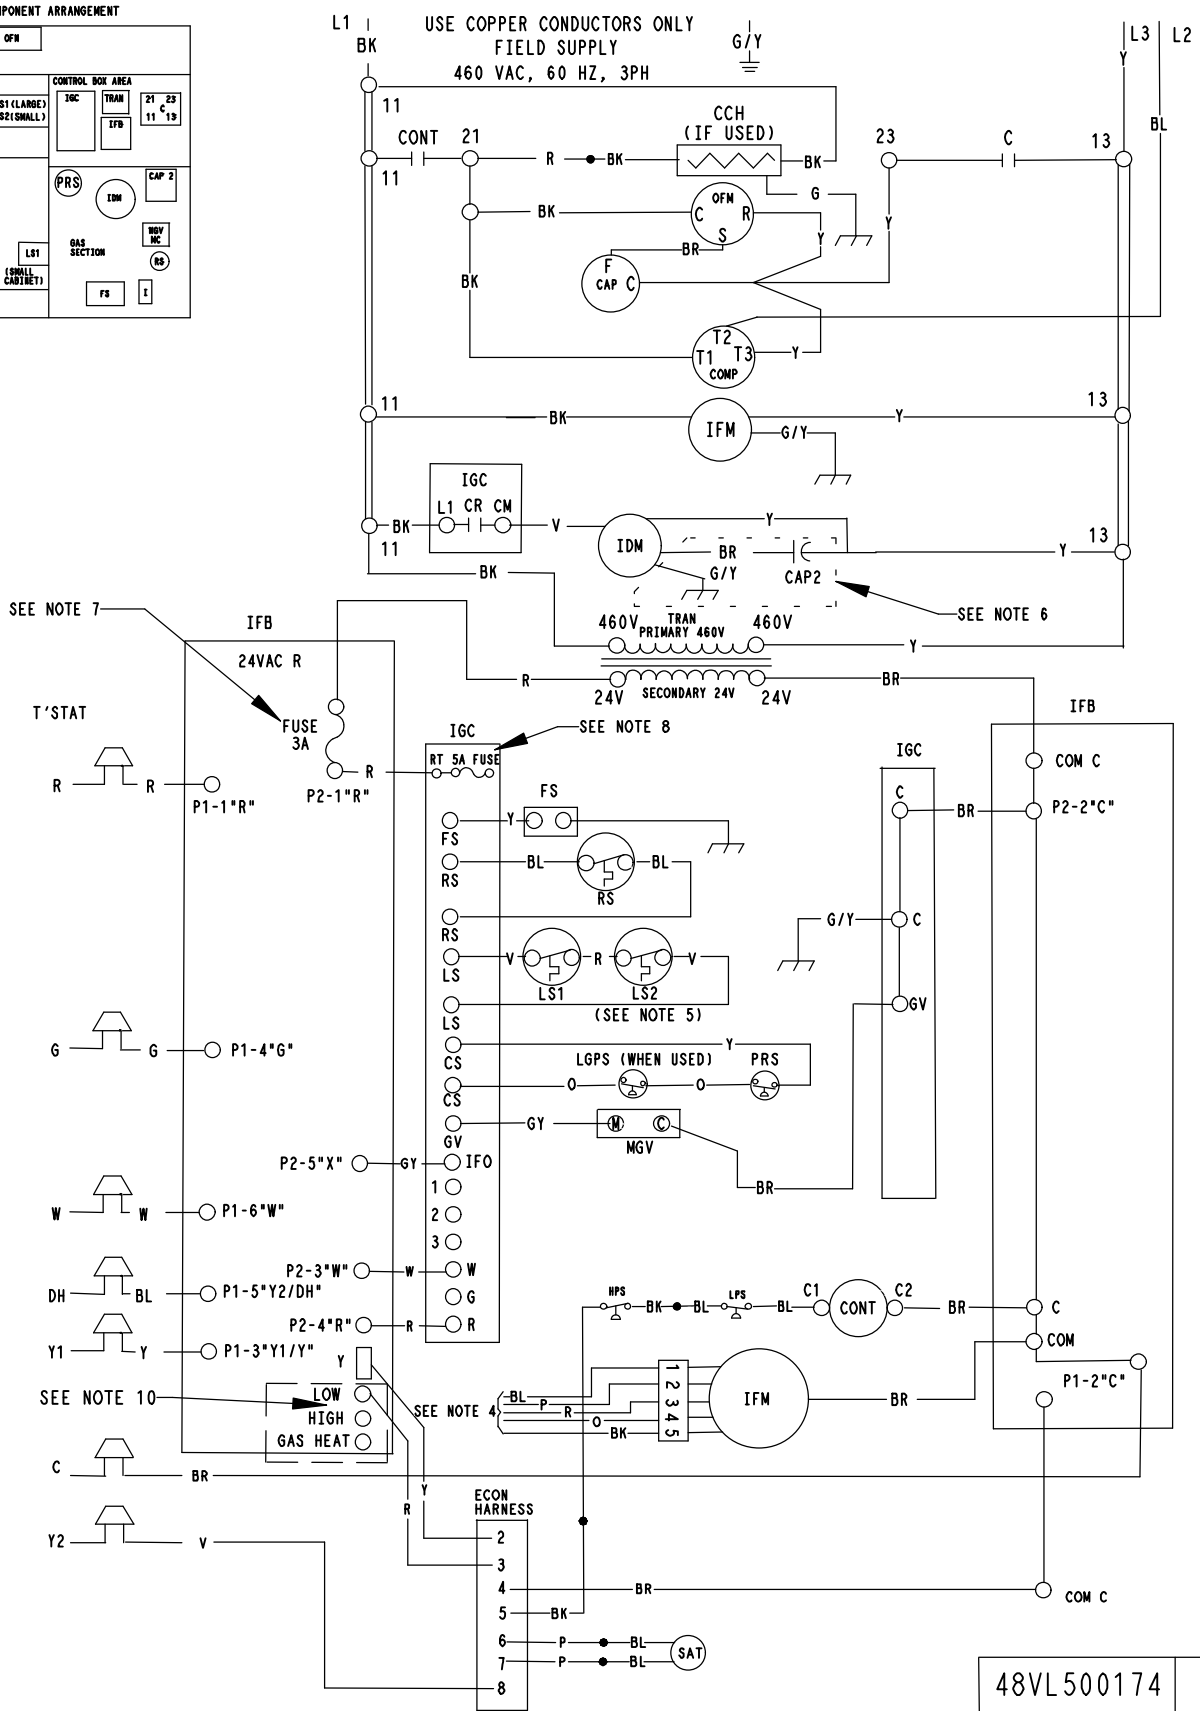 MPONENT ARRANGEMENT
OFM
CONTROL BOX AREA
S1(LARGE)
S2(SMALL)
IGC
TRAN
IFB
21 23
C
11 13
PRS
IDM
CAP 2
MGV
NC
RS
GAS
SECTION
LS1
(SMALL
CABINET)
FS
I
USE COPPER CONDUCTORS ONLY
FIELD SUPPLY
460 VAC, 60 HZ, 3PH
L1
BK
G/Y
L3
L2
Y
BL
11
CONT
21
R
BK
CCH
(IF USED)
BK
23
C
13
11
G
BK
OFM
C
R
S
Y
Y
BR
F
CAP
C
BK
T2
T1
T3
COMP
Y
11
BK
IFM
Y
13
G/Y
IGC
L1 CR CM
BK
V
IDM
Y
13
11
BR
CAP2
Y
G/Y
BK
SEE NOTE 6
SEE NOTE 7
IFB
24VAC R
460V
TRAN
PRIMARY 460V
460V
Y
R
24V
SECONDARY 24V
24V
BR
T'STAT
FUSE
3A
IGC
SEE NOTE 8
IFB
RT 5A FUSE
IGC
COM C
R
R
P1-1"R"
P2-1"R"
R
FS
Y
FS
C
BR
P2-2"C"
BL
BL
RS
RS
RS
G/Y
C
V
R
V
LS
LS1
LS2
(SEE NOTE 5)
LS
GV
G
G
P1-4"G"
Y
CS
LGPS (WHEN USED)
PRS
O
O
CS
GY
M
C
MGV
GV
P2-5"X"
GY
IFO
BR
1
2
3
W
W
P1-6"W"
P2-3"W"
W
W
DH
BL
P1-5"Y2/DH"
G
HPS
BK
BL
LPS
BL
C1
CONT
C2
BR
C
P2-4"R"
R
R
COM
Y1
Y
P1-3"Y1/Y"
Y
P1-2"C"
SEE NOTE 10
LOW
HIGH
GAS HEAT
SEE NOTE 4
BL
P
R
O
BK
1
2
3
4
5
IFM
BR
C
BR
Y
R
ECON
HARNESS
Y2
V
2
3
4
BR
COM C
5
BK
6
P
BL
SAT
7
P
BL
8
48VL500174